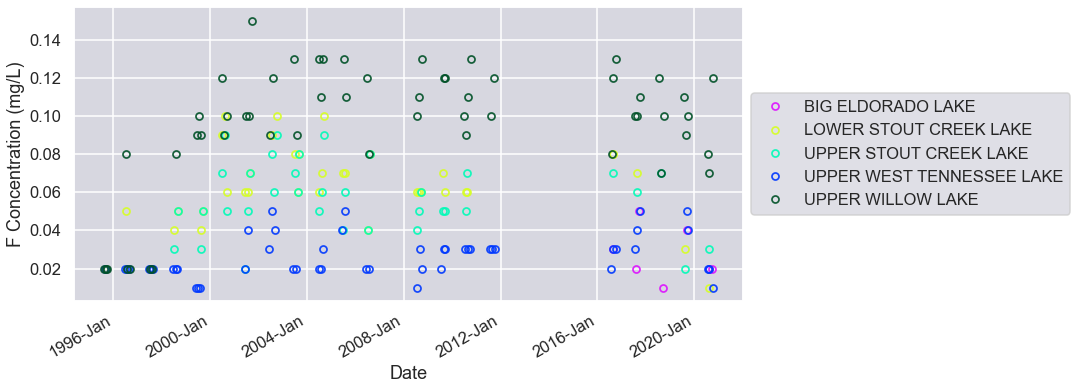 0.14
0.12
0.10
0.08
0.06
0.04
0.02
F Concentration (mg/L)
1996-Jan
2000-Jan
2004-Jan
2008-Jan
2012-Jan
2016-Jan
2020-Jan
Date
BIG ELDORADO LAKE
LOWER STOUT CREEK LAKE
UPPER STOUT CREEK LAKE
UPPER WEST TENNESSEE LAKE
UPPER WILLOW LAKE